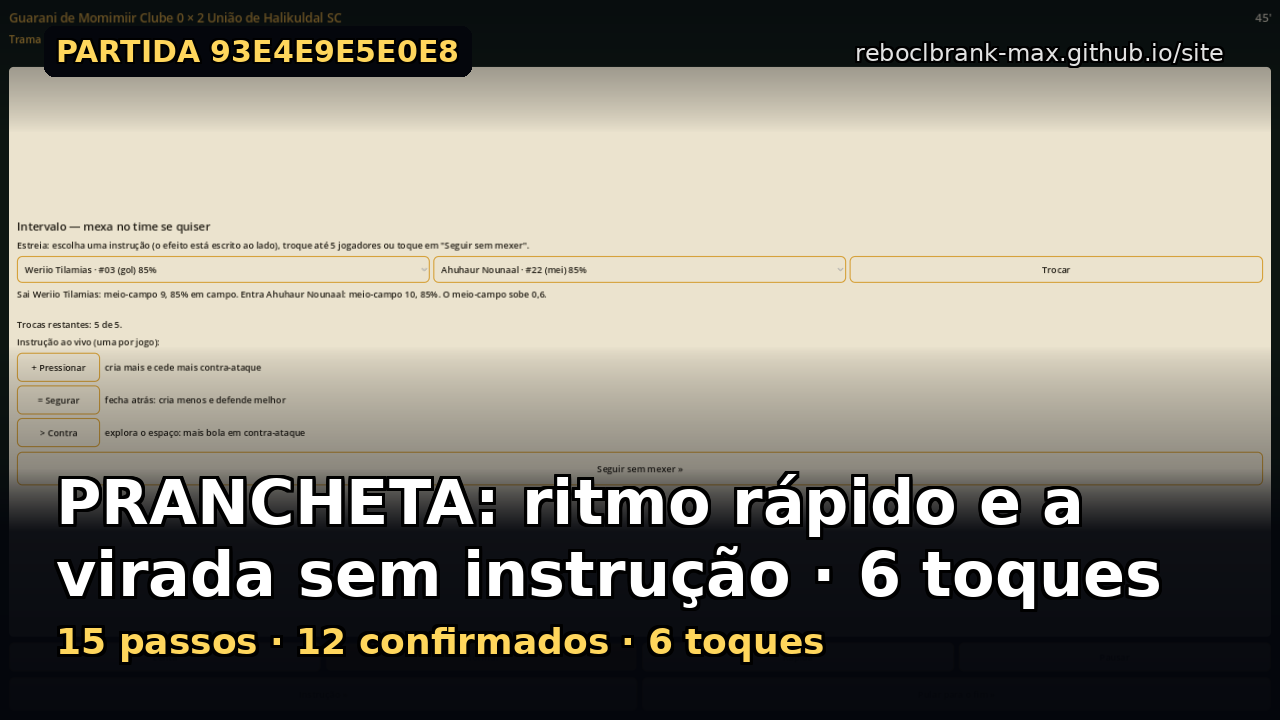 Guarani de Momimiir Clube 0 × 2 União de Halikuldal SC
45'
Trama
PARTIDA 93E4E9E5E0E8
reboclbrank-max.github.io/site
Intervalo — mexa no time se quiser
Estreia: escolha uma instrução (o efeito está escrito ao lado), troque até 5 jogadores ou toque em "Seguir sem mexer".
Weriio Tilamias · #03 (gol) 85%
Ahuhaur Nounaal · #22 (mei) 85%
Trocar
Sai Weriio Tilamias: meio-campo 9, 85% em campo. Entra Ahuhaur Nounaal: meio-campo 10, 85%. O meio-campo sobe 0,6.
Trocas restantes: 5 de 5.
Instrução ao vivo (uma por jogo):
+ Pressionar cria mais e cede mais contra-ataque
= Segurar fecha atrás: cria menos e defende melhor
> Contra explora o espaço: mais bola em contra-ataque
Seguir sem mexer »
PRANCHETA: ritmo rápido e a
virada sem instrução · 6 toques
15 passos · 12 confirmados · 6 toques